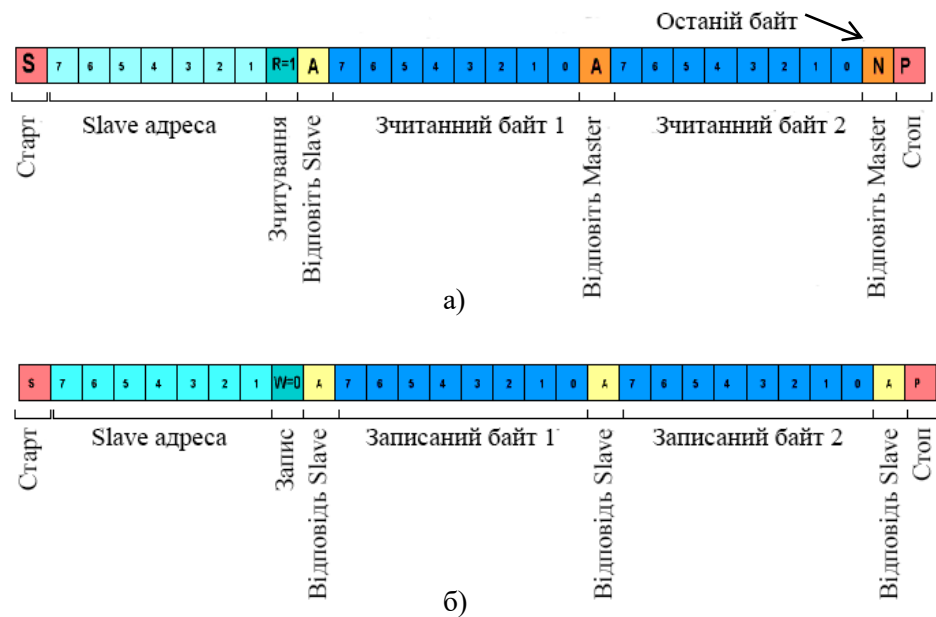 Останій байт
S 7 6 5 4 3 2 1 R=1 A 7 6 5 4 3 2 1 0 A 7 6 5 4 3 2 1 0 N P
Старт
Slave адреса
Зчитування
Відповіть Slave
Зчитанний байт 1
Відповіть Master
Зчитанний байт 2
Відповіть Master
Стоп
а)
S 7 6 5 4 3 2 1 W=0 A 7 6 5 4 3 2 1 0 A 7 6 5 4 3 2 1 0 A P
Старт
Slave адреса
Запис
Відповідь Slave
Записаний байт 1
Відповідь Slave
Записаний байт 2
Відповідь Slave
Стоп
б)